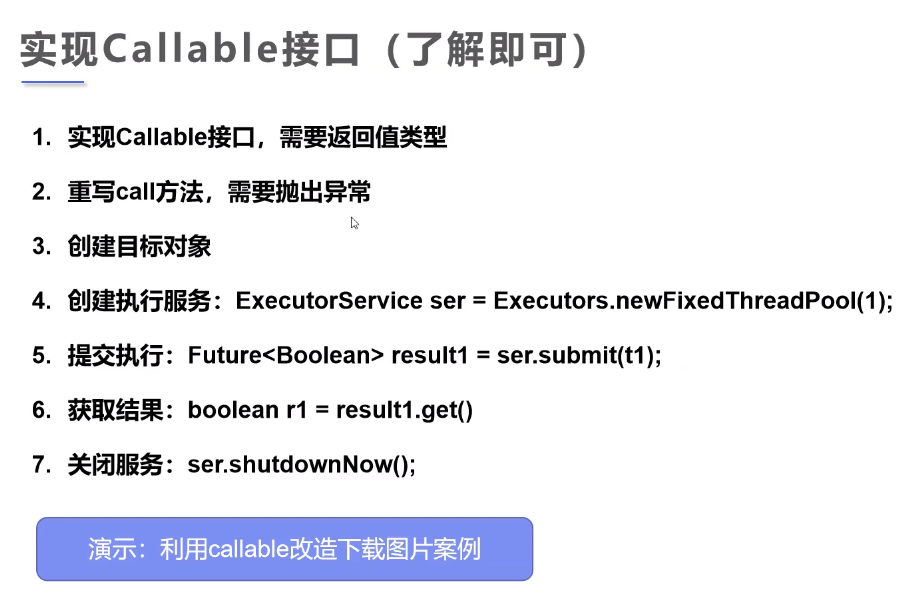 实现Callable接口（了解即可）
1. 实现Callable接口，需要返回值类型
2. 重写call方法，需要抛出异常
3. 创建目标对象
4. 创建执行服务：ExecutorService ser = Executors.newFixedThreadPool(1);
5. 提交执行：Future<Boolean> result1 = ser.submit(t1);
6. 获取结果：boolean r1 = result1.get()
7. 关闭服务：ser.shutdownNow();
演示：利用callable改造下载图片案例